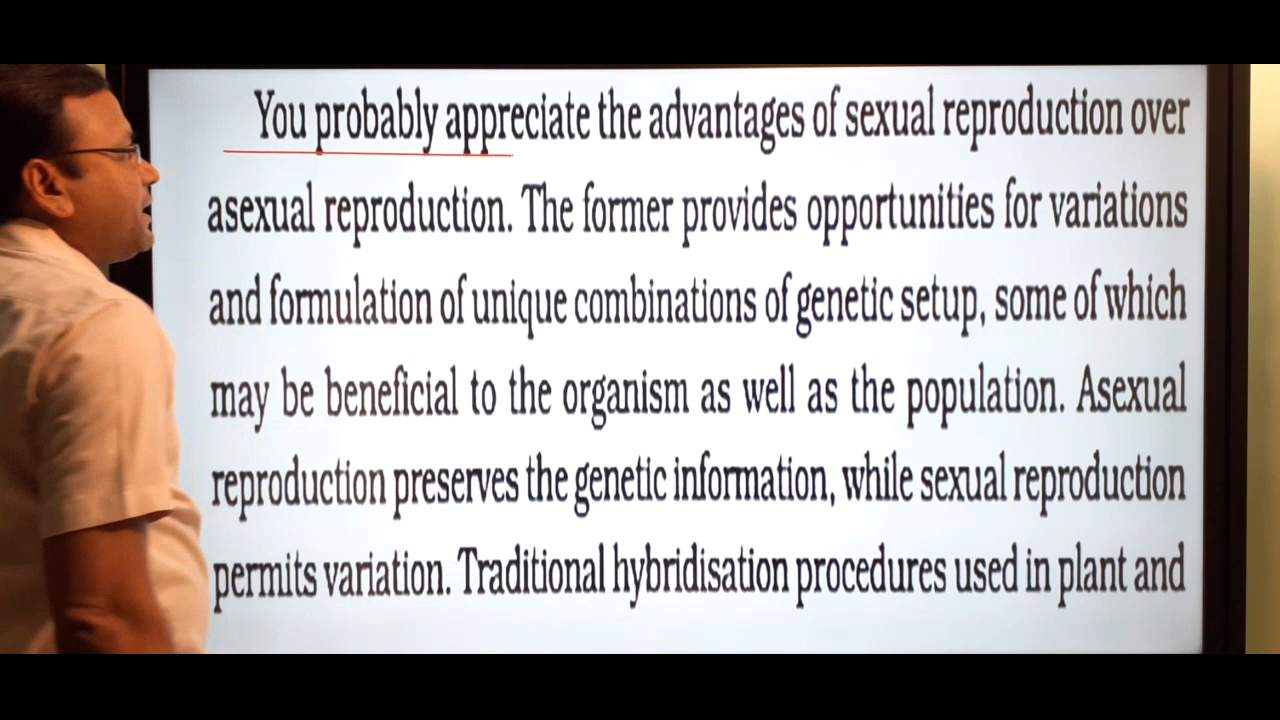 You probably appreciate the advantages of sexual reproduction over
asexual reproduction. The former provides opportunities for variations
and formulation of unique combinations of genetic setup, some of which
may be beneficial to the organism as well as the population. Asexual
reproduction preserves the genetic information, while sexual reproduction
permits variation. Traditional hybridisation procedures used in plant and